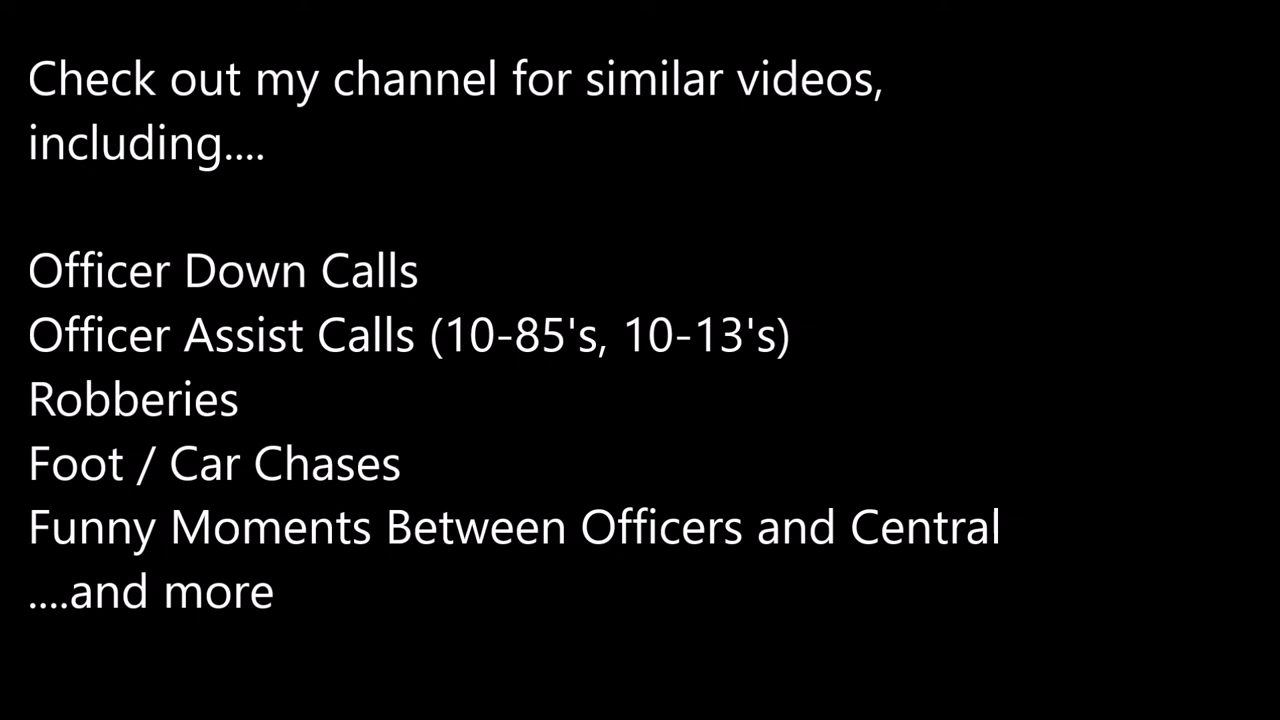 Check out my channel for similar videos,
including....
Officer Down Calls
Officer Assist Calls (10-85's, 10-13's)
Robberies
Foot / Car Chases
Funny Moments Between Officers and Central
....and more